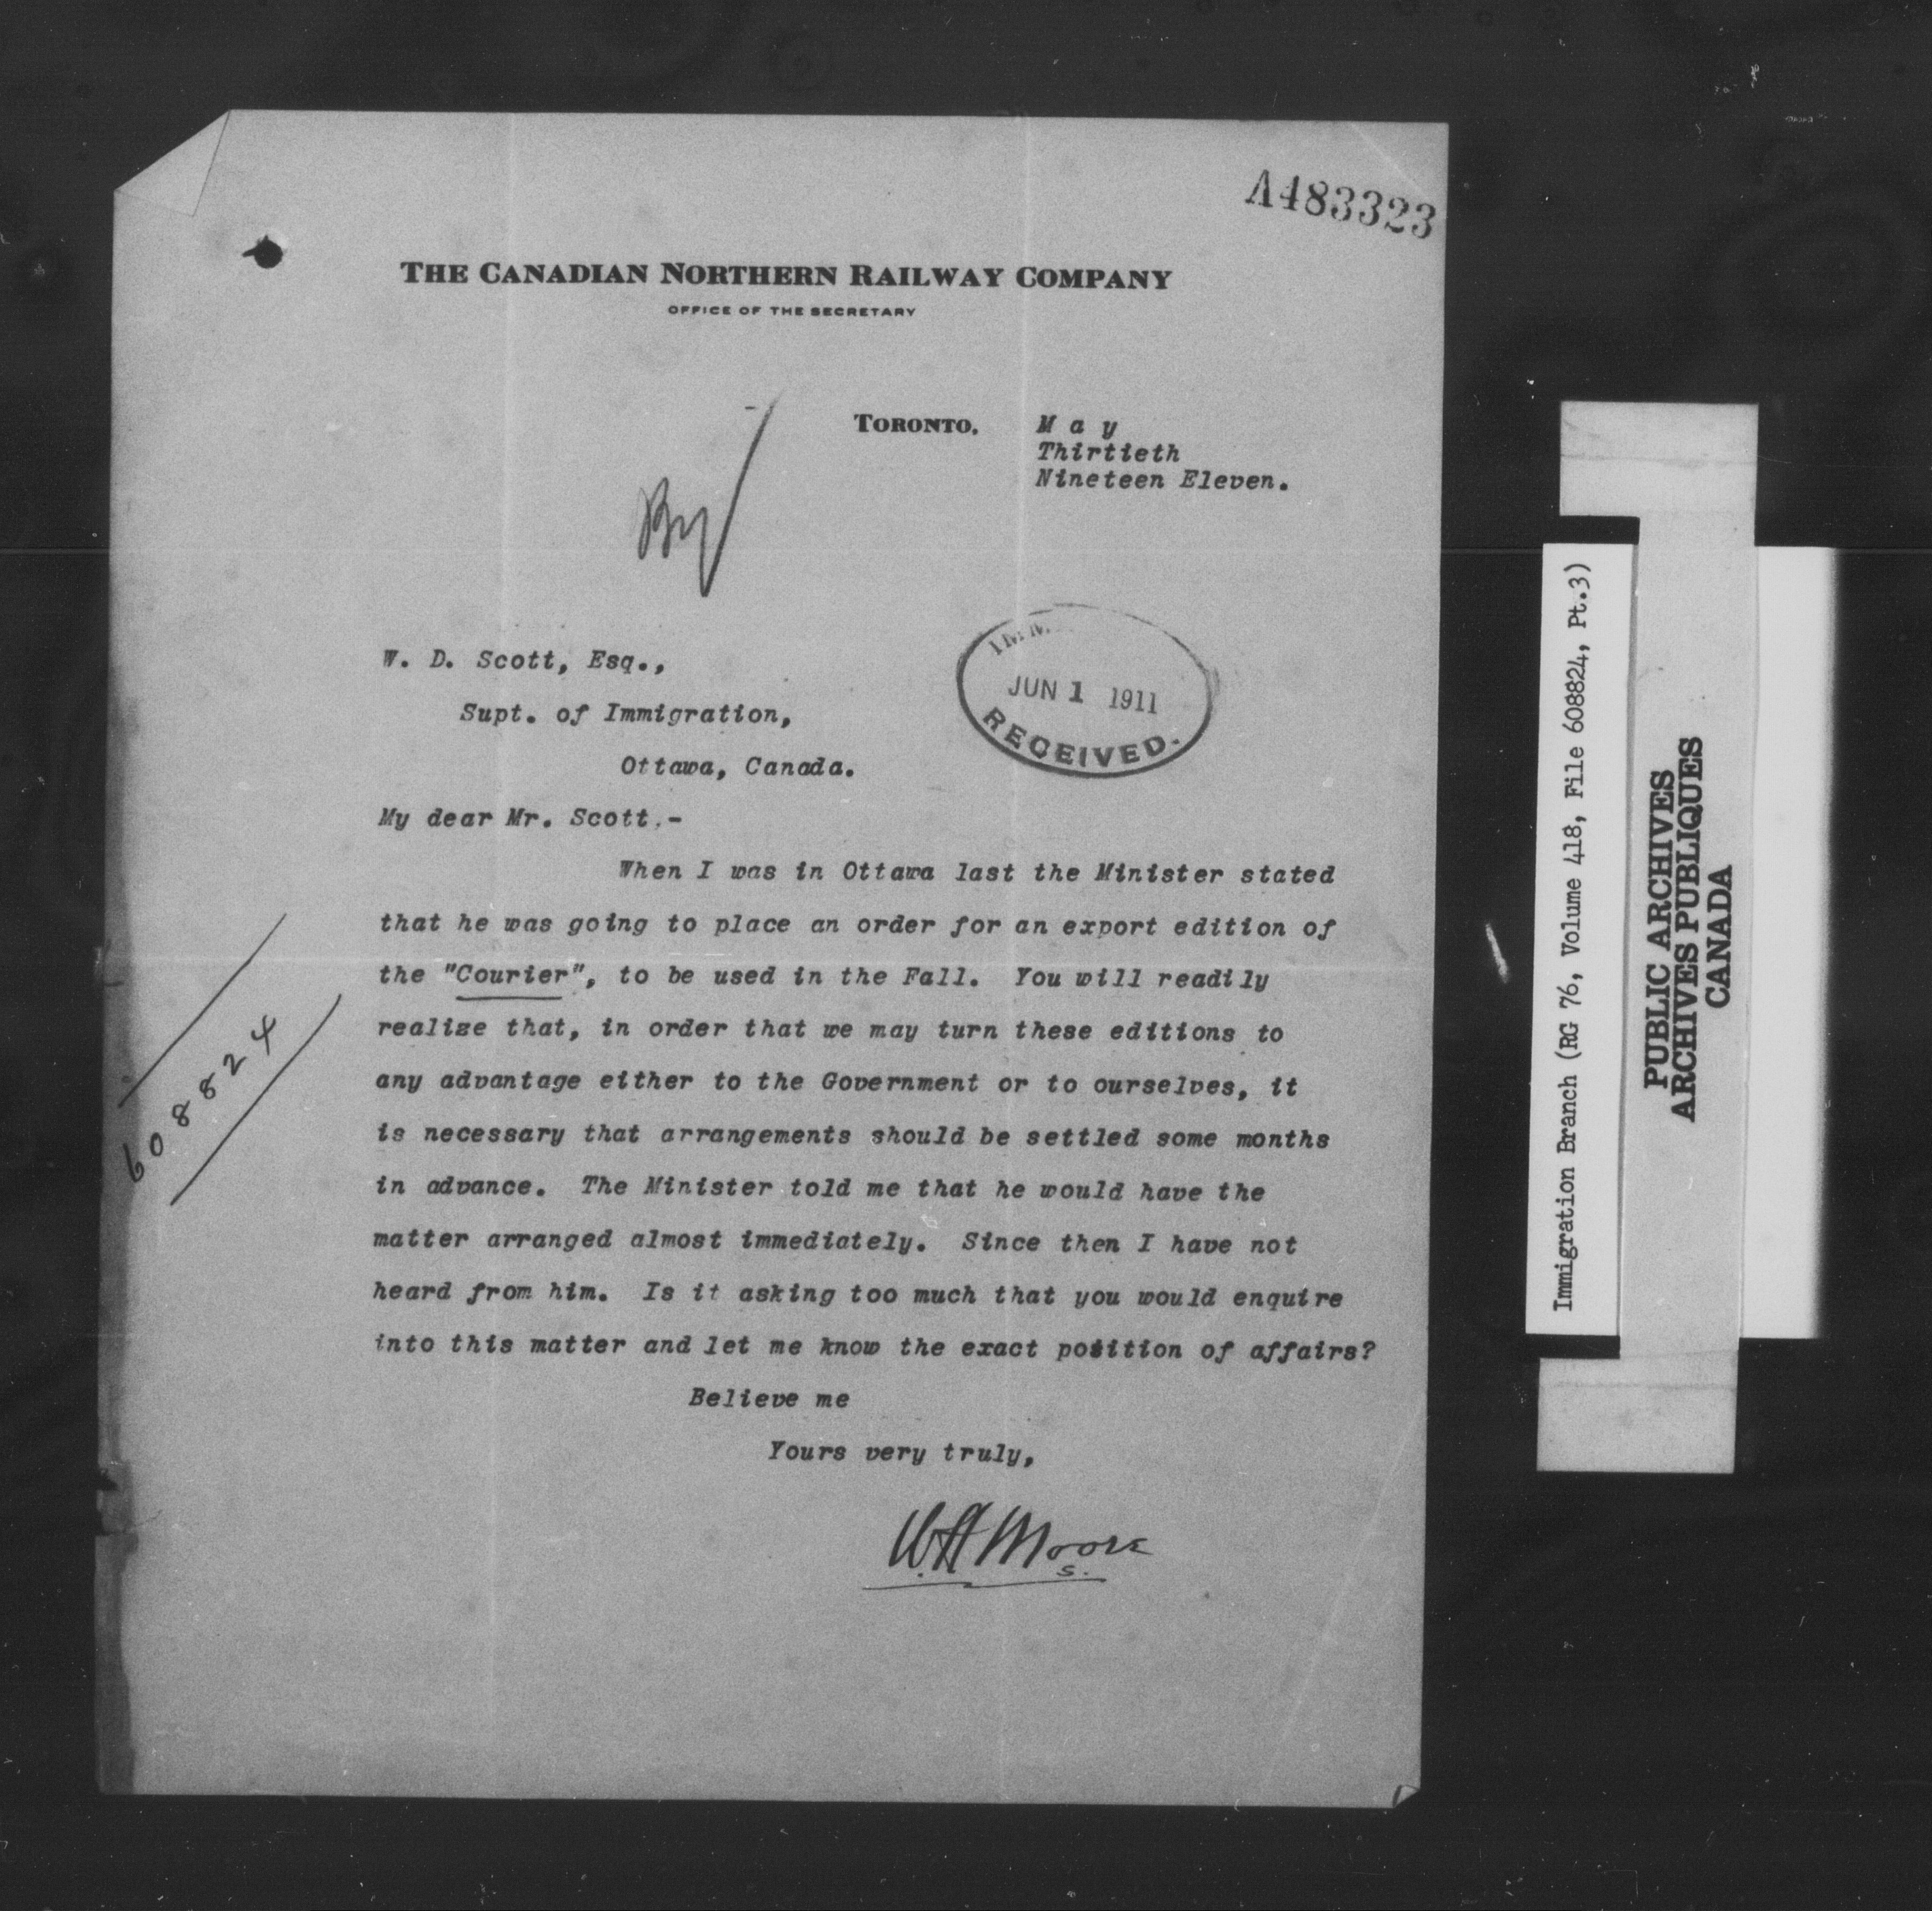 A483323
THE CANADIAN NORTHERN RAILWAY COMPANY
OFFICE OF THE SECRETARY
TORONTO, May
Thirtieth
Nineteen Eleven.
W. D. Scott, Esq.,
Supt. of Immigration,
Ottawa, Canada.
IMM
JUN 1 1911
RECEIVED.
My dear Mr. Scott.-
When I was in Ottawa last the Minister stated
that he was going to place an order for an export edition of
the "Courier", to be used in the Fall. You will readily
realize that, in order that we may turn these editions to
any advantage either to the Government or to ourselves, it
is necessary that arrangements should be settled some months
in advance. The Minister told me that he would have the
matter arranged almost immediately. Since then I have not
heard from him. Is it asking too much that you would enquire
into this matter and let me know the exact position of affairs?
Believe me
Yours very truly,
W.H Moore
S.
608824
Immigration Branch (RG 76, Volume 418, File 608824, Pt.3)
PUBLIC ARCHIVES
ARCHIVES PUBLIQUES
CANADA